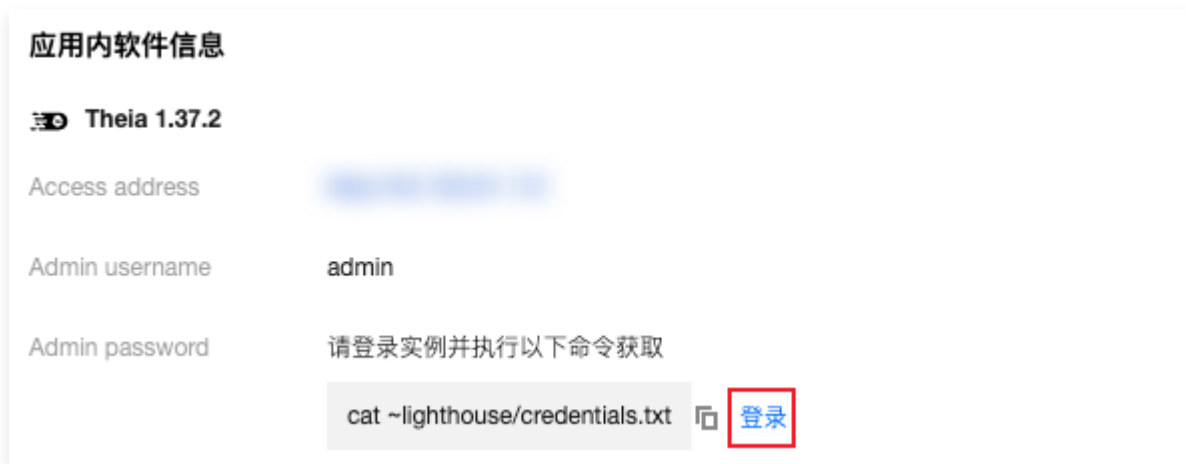 应用内软件信息
Theia 1.37.2
Access address
Admin username admin
Admin password 请登录实例并执行以下命令获取
cat ~lighthouse/credentials.txt 登录